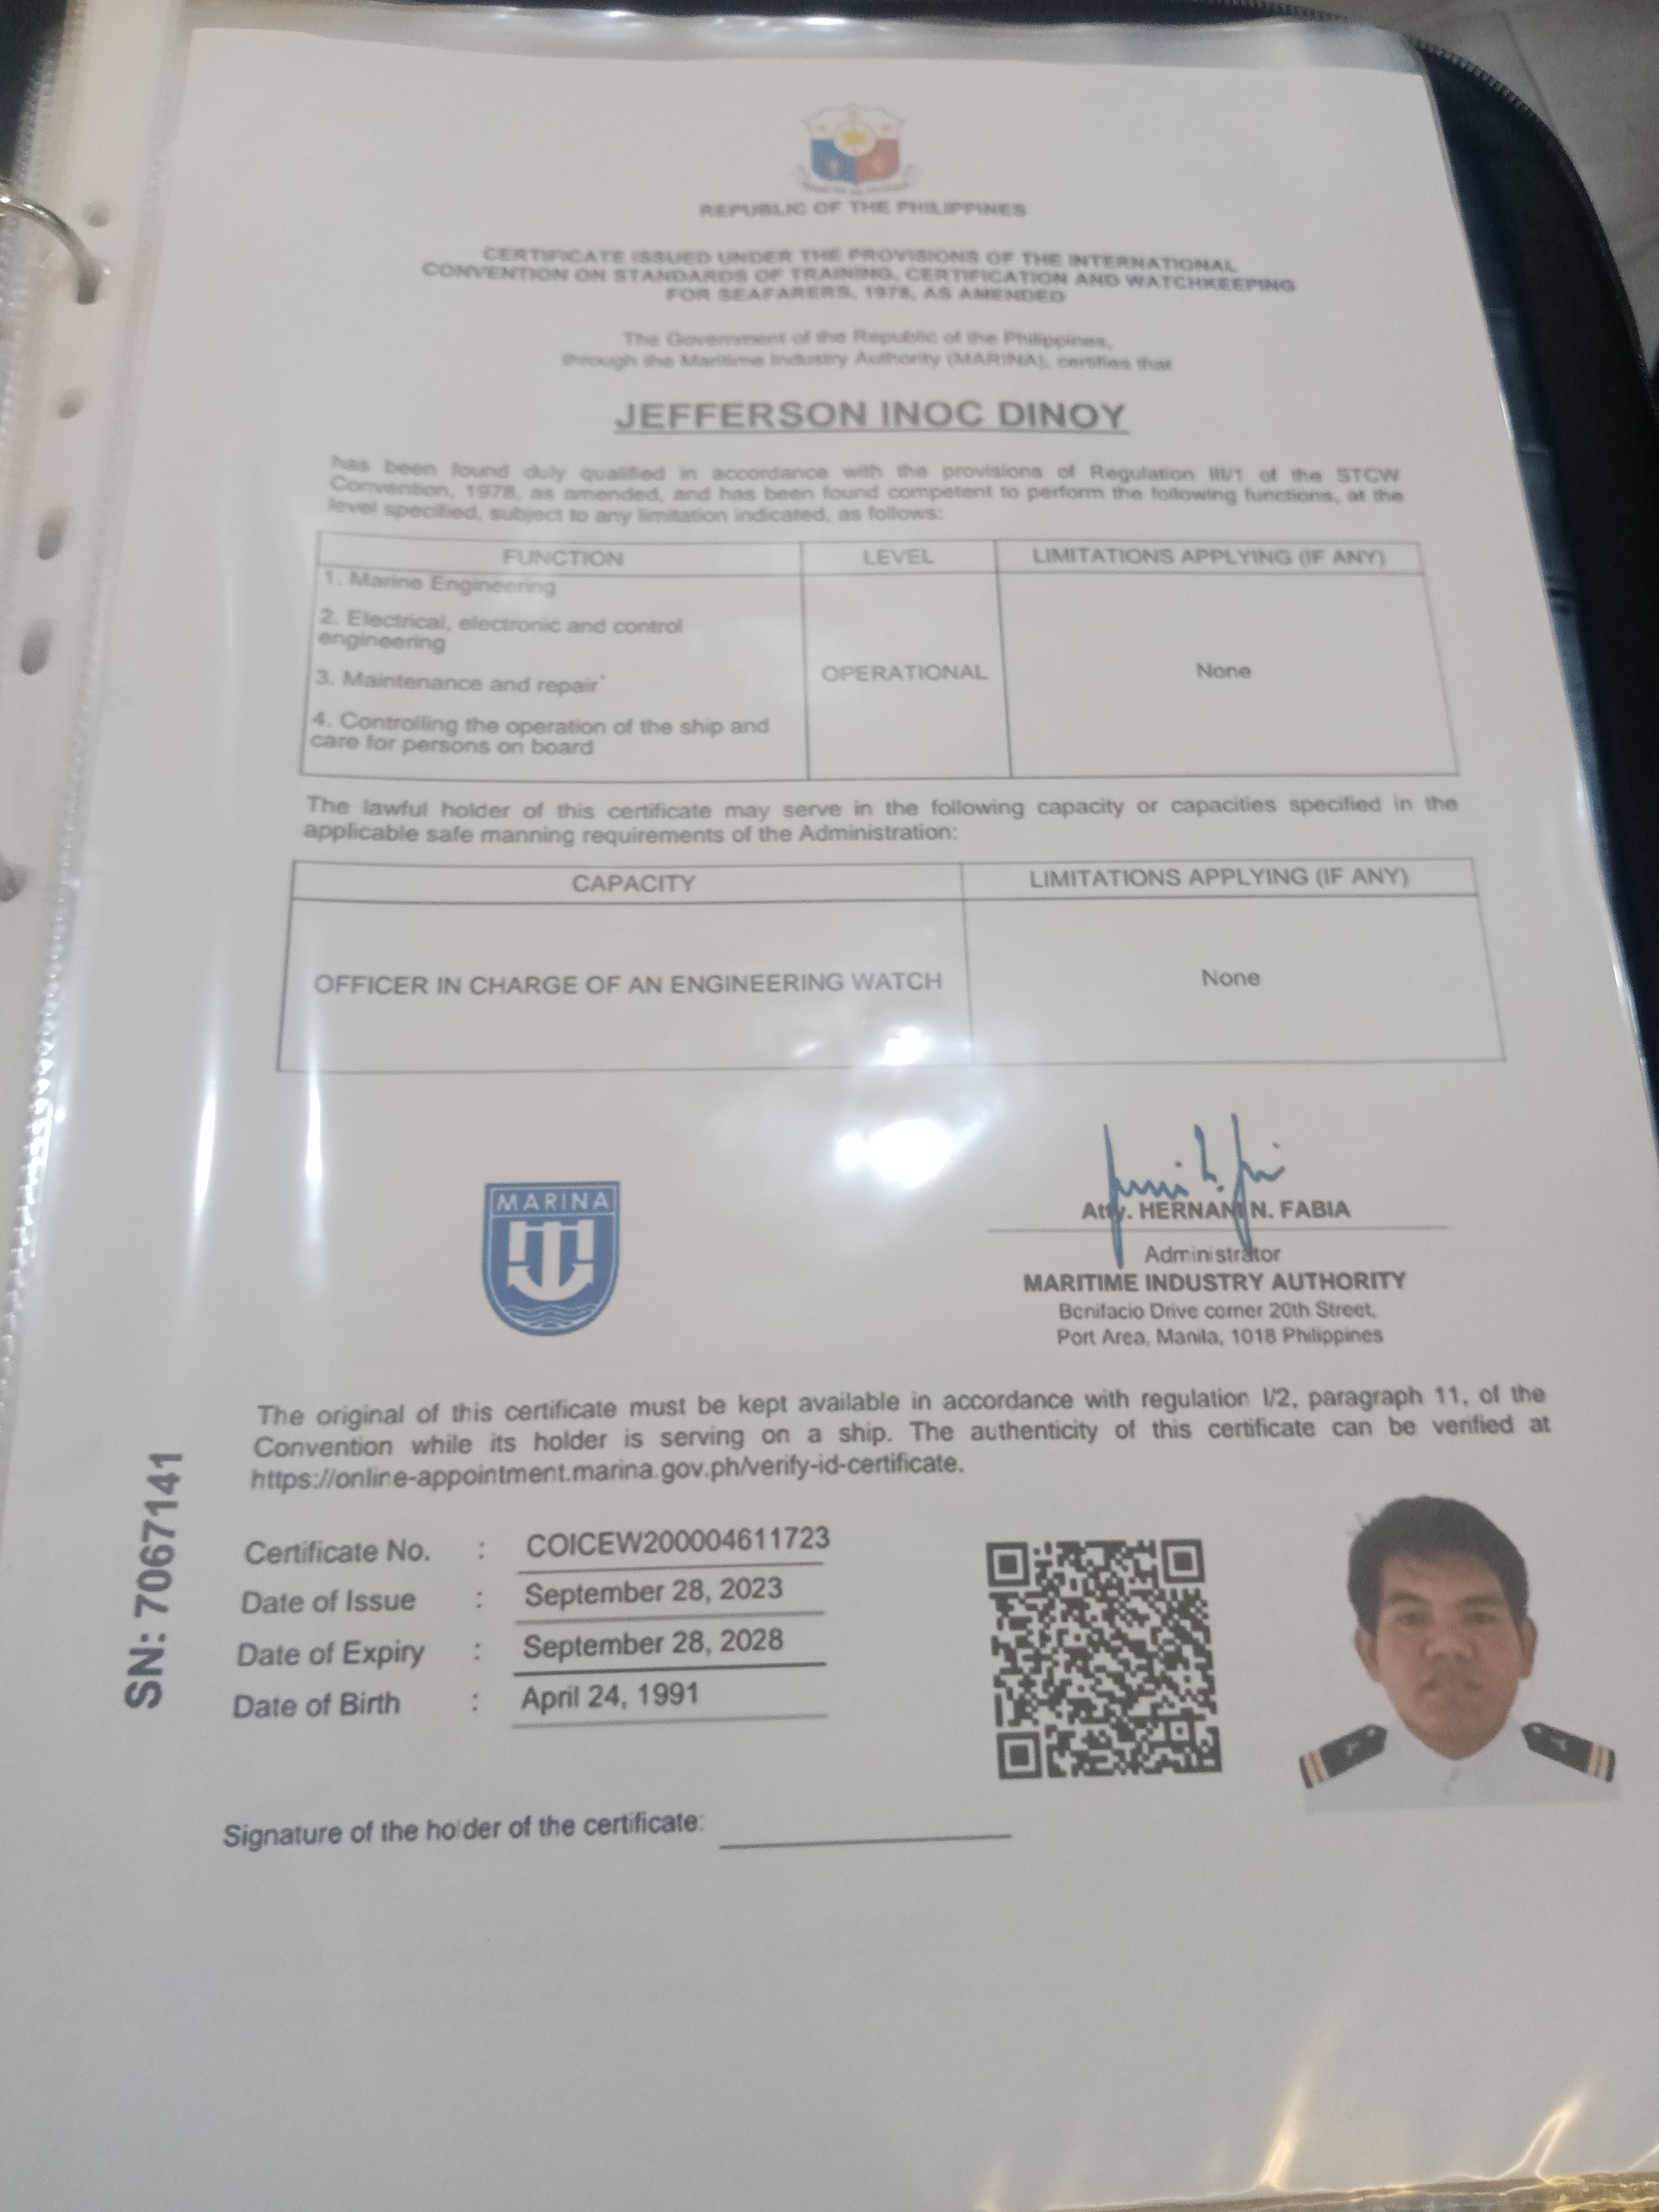 REPUBLIC OF THE PHILIPPINES
CERTIFICATE ISSUED UNDER THE PROVISIONS OF THE INTERNATIONAL
CONVENTION ON STANDARDS OF TRAINING, CERTIFICATION AND WATCHKEEPING
FOR SEAFARERS, 1978, AS AMENDED
The Government of the Republic of the Philippines,
through the Maritime Industry Authority (MARINA), certifies that
JEFFERSON INOC DINOY
has been found duly qualified in accordance with the provisions of Regulation III/1 of the STCW
Convention, 1978, as amended, and has been found competent to perform the following functions, at the
level specified, subject to any limitation indicated, as follows:
FUNCTION LEVEL LIMITATIONS APPLYING (IF ANY)
1. Marine Engineering
2. Electrical, electronic and control
engineering
3. Maintenance and repair
OPERATIONAL None
4. Controlling the operation of the ship and
care for persons on board
The lawful holder of this certificate may serve in the following capacity or capacities specified in the
applicable safe manning requirements of the Administration:
CAPACITY LIMITATIONS APPLYING (IF ANY)
OFFICER IN CHARGE OF AN ENGINEERING WATCH None
MARINA
Atty. HERNANI N. FABIA
Administrator
MARITIME INDUSTRY AUTHORITY
Bonifacio Drive corner 20th Street,
Port Area, Manila, 1018 Philippines
The original of this certificate must be kept available in accordance with regulation I/2, paragraph 11, of the
Convention while its holder is serving on a ship. The authenticity of this certificate can be verified at
https://online-appointment.marina.gov.ph/verify-id-certificate.
SN: 7067141
Certificate No. : COICEW200004611723
Date of Issue : September 28, 2023
Date of Expiry : September 28, 2028
Date of Birth : April 24, 1991
Signature of the holder of the certificate: